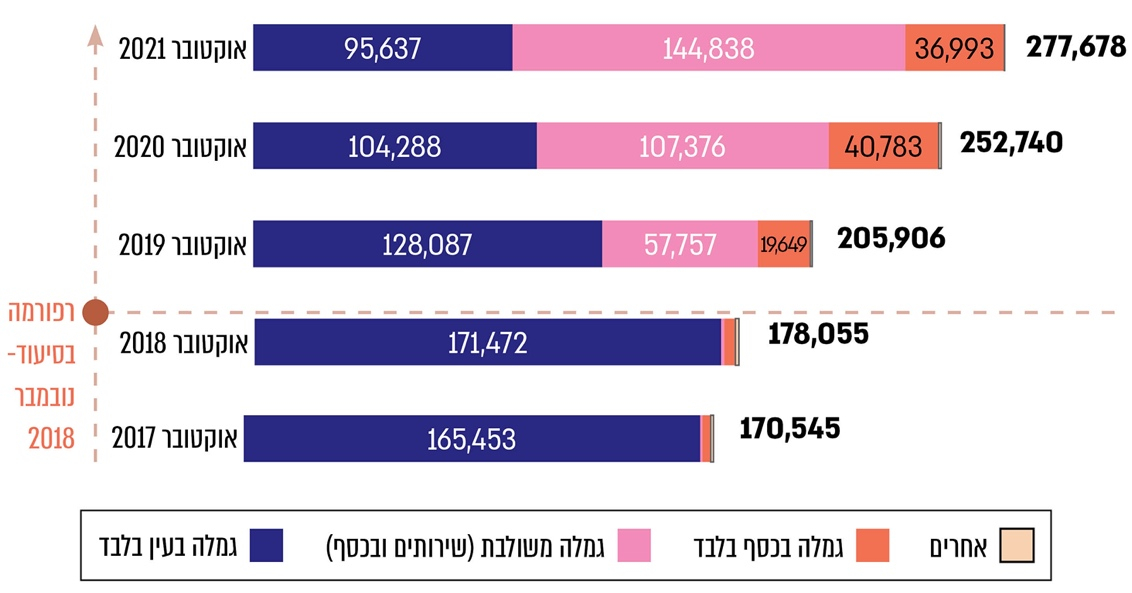 אוקטובר 2021 95,637 144,838 36,993 277,678
אוקטובר 2020 104,288 107,376 40,783 252,740
אוקטובר 2019 128,087 57,757 19,649 205,906
רפורמה
בסיעוד-
נובמבר
2018
אוקטובר 2018 171,472 178,055
אוקטובר 2017 165,453 170,545
אחרים גמלה בכסף בלבד גמלה משולבת (שירותים ובכסף) גמלה בעין בלבד